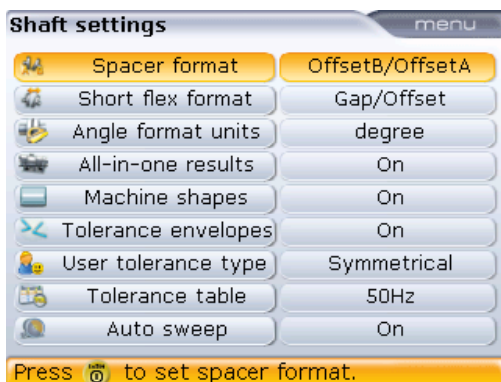 Shaft settings menu
Spacer format OffsetB/OffsetA
Short flex format Gap/Offset
Angle format units degree
All-in-one results On
Machine shapes On
Tolerance envelopes On
User tolerance type Symmetrical
Tolerance table 50Hz
Auto sweep On
Press to set spacer format.